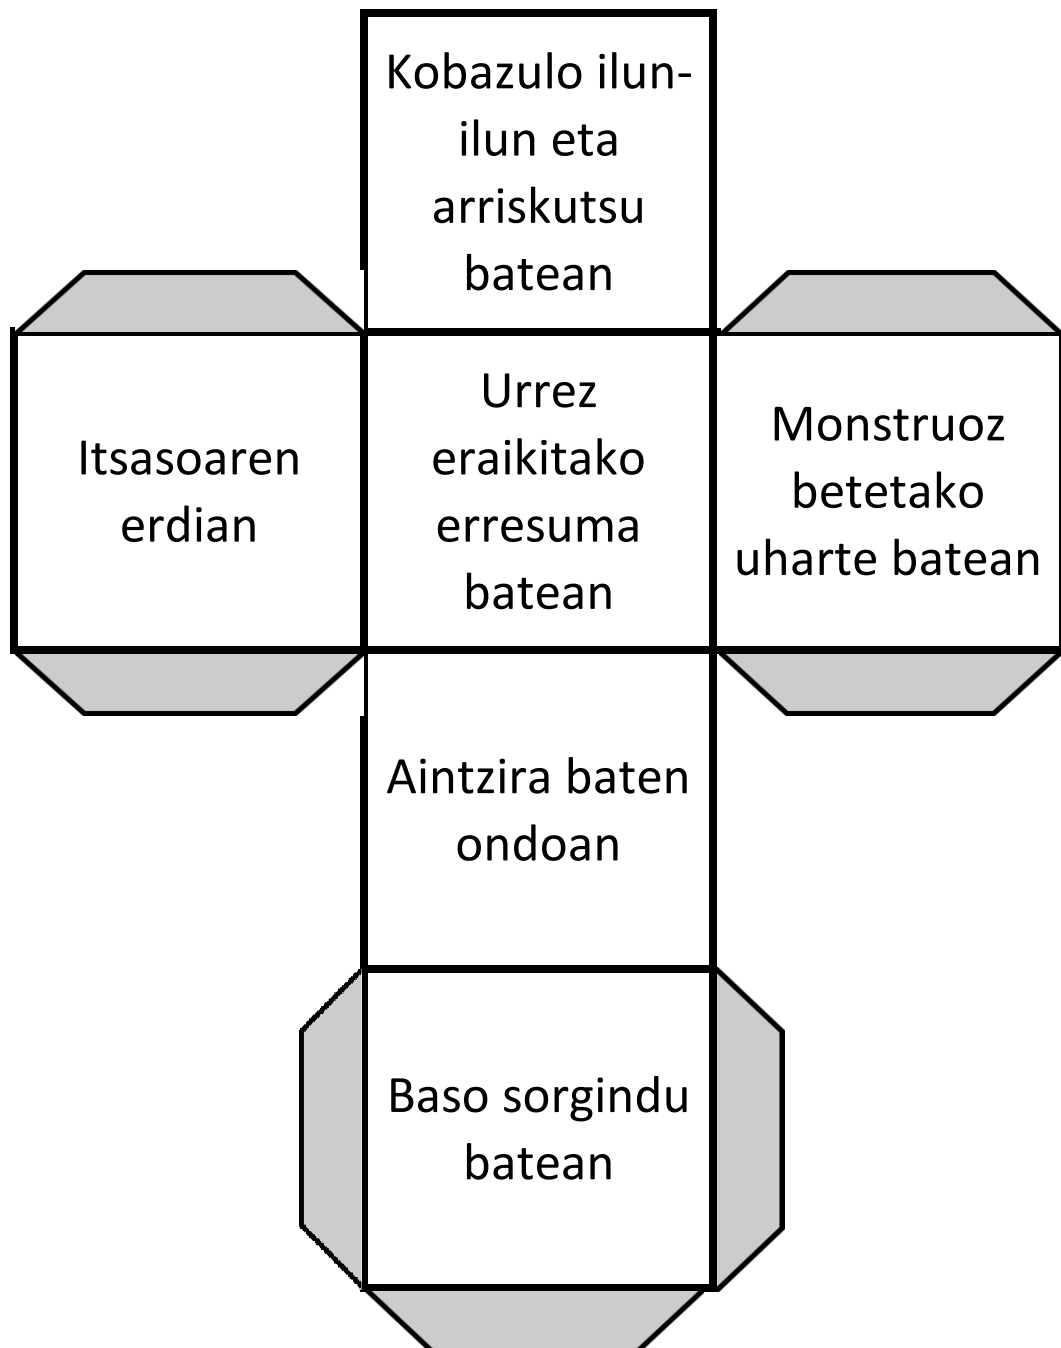 Kobazulo ilun-
ilun eta
arriskutsu
batean
Itsasoaren
erdian
Urrez
eraikitako
erresuma
batean
Monstruoz
betetako
uharte batean
Aintzira baten
ondoan
Baso sorgindu
batean